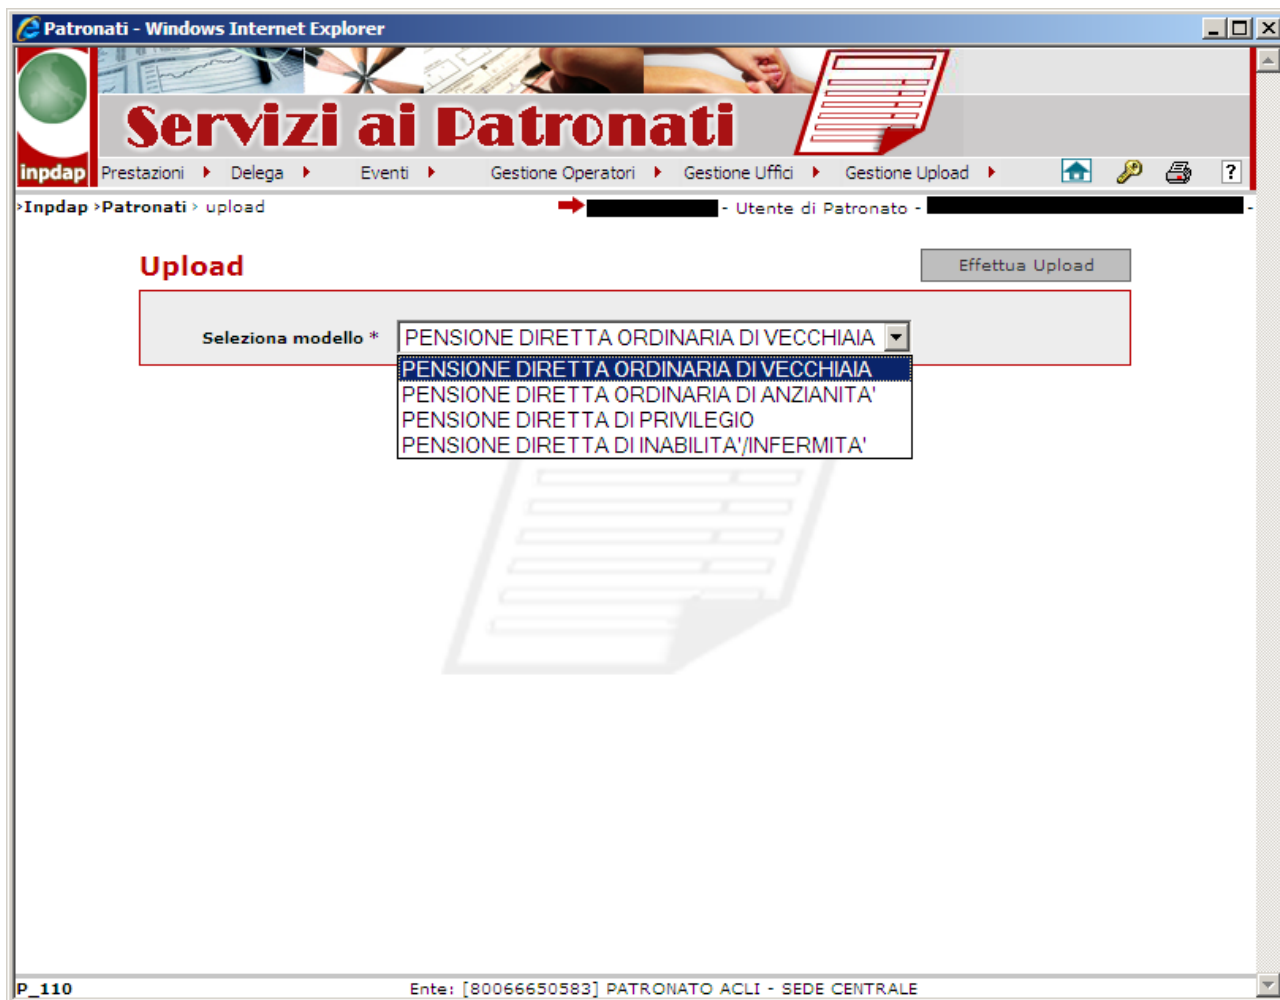 Patronati - Windows Internet Explorer
Servizi ai Patronati
inpdap Prestazioni Delega Eventi Gestione Operatori Gestione Uffici Gestione Upload ?
>Inpdap >Patronati > upload - Utente di Patronato - -
Upload Effettua Upload
Seleziona modello * PENSIONE DIRETTA ORDINARIA DI VECCHIAIA
PENSIONE DIRETTA ORDINARIA DI VECCHIAIA
PENSIONE DIRETTA ORDINARIA DI ANZIANITA'
PENSIONE DIRETTA DI PRIVILEGIO
PENSIONE DIRETTA DI INABILITA'/INFERMITA'
P_110 Ente: [80066650583] PATRONATO ACLI - SEDE CENTRALE